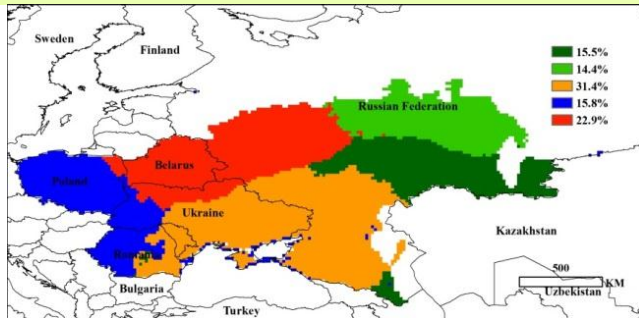 Sweden
Finland
15.5%
14.4%
31.4%
15.8%
22.9%
Russian Federation
Belarus
Poland
Ukraine
Kazakhstan
Romania
500
KM
Bulgaria
Uzbekistan
Turkey